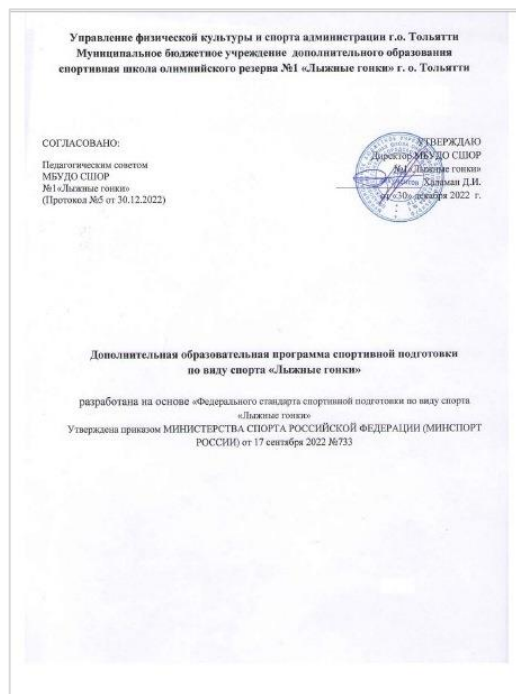 Управление физической культуры и спорта администрации г.о. Тольятти
Муниципальное бюджетное учреждение дополнительного образования
спортивная школа олимпийского резерва №1 «Лыжные гонки» г. о. Тольятти
СОГЛАСОВАНО:
Педагогическим советом
МБУДО СШОР
№1«Лыжные гонки»
(Протокол №5 от 30.12.2022)
УТВЕРЖДАЮ
Директор МБУДО СШОР
№1«Лыжные гонки»
Халаман Д.И.
«30» декабря 2022 г.
Дополнительная образовательная программа спортивной подготовки
по виду спорта «Лыжные гонки»
разработана на основе «Федерального стандарта спортивной подготовки по виду спорта
«Лыжные гонки»
Утверждена приказом МИНИСТЕРСТВА СПОРТА РОССИЙСКОЙ ФЕДЕРАЦИИ (МИНСПОРТ
РОССИИ) от 17 сентября 2022 №733